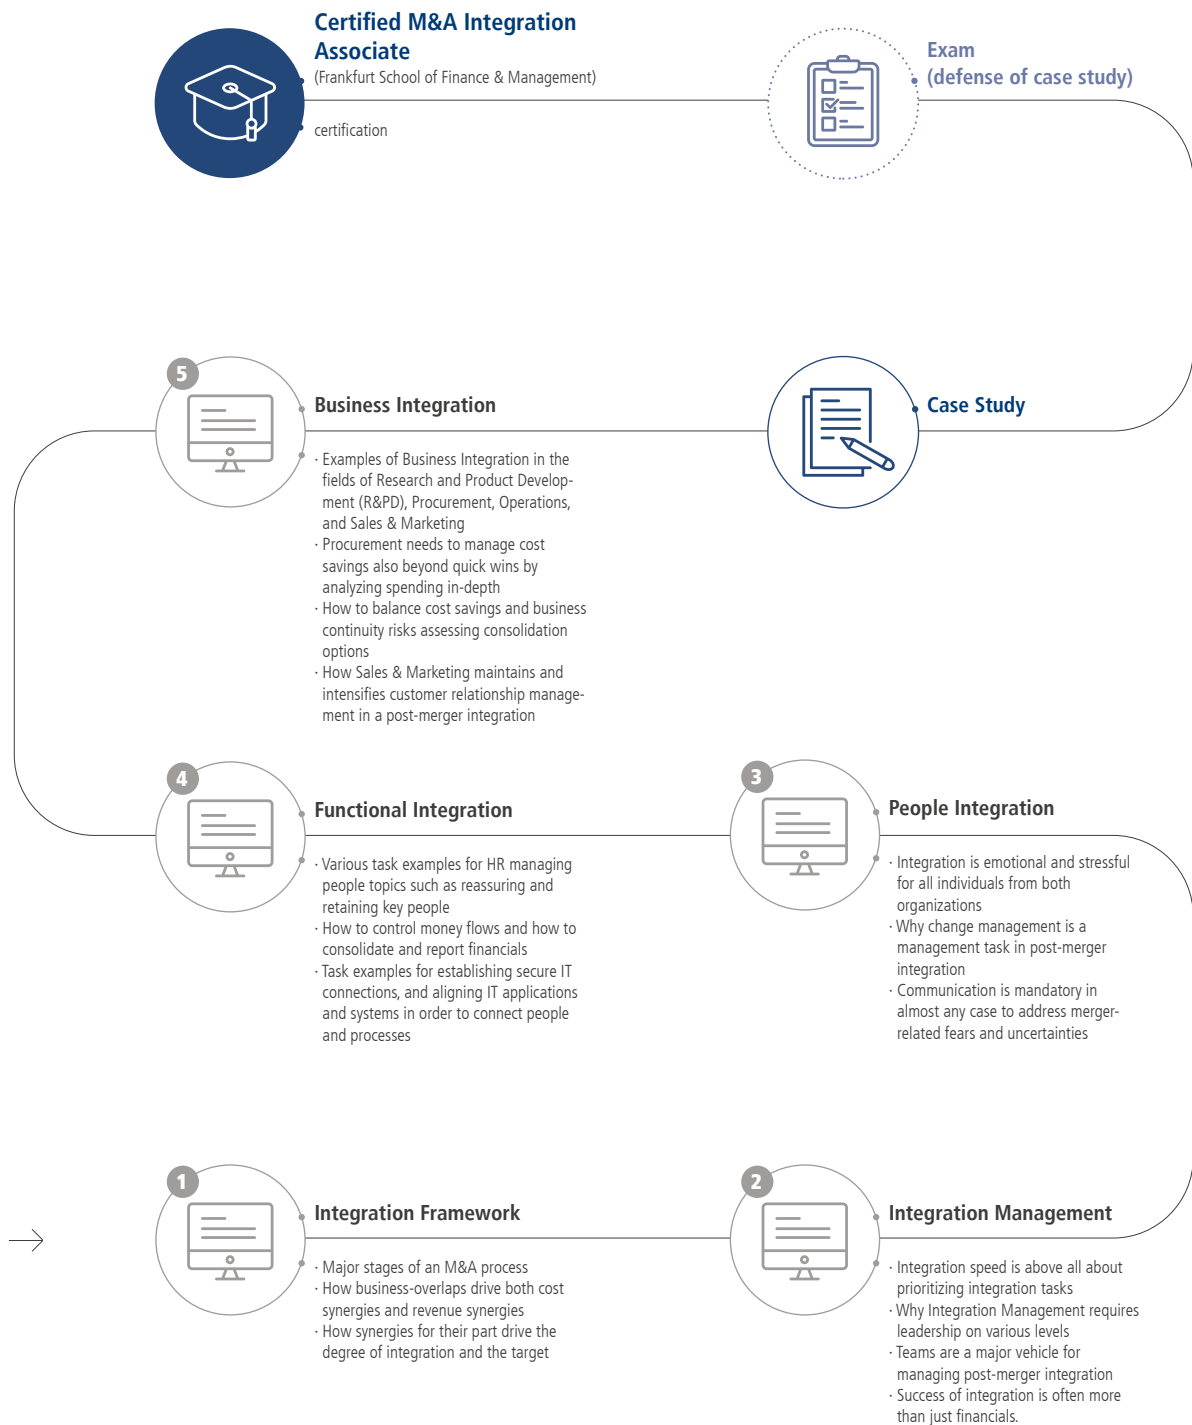 Certified M&A Integration
Associate
(Frankfurt School of Finance & Management)
certification
Exam
(defense of case study)
5
Business Integration
· Examples of Business Integration in the
fields of Research and Product Develop-
ment (R&PD), Procurement, Operations,
and Sales & Marketing
· Procurement needs to manage cost
savings also beyond quick wins by
analyzing spending in-depth
· How to balance cost savings and business
continuity risks assessing consolidation
options
· How Sales & Marketing maintains and
intensifies customer relationship manage-
ment in a post-merger integration
Case Study
4
Functional Integration
· Various task examples for HR managing
people topics such as reassuring and
retaining key people
· How to control money flows and how to
consolidate and report financials
· Task examples for establishing secure IT
connections, and aligning IT applications
and systems in order to connect people
and processes
3
People Integration
· Integration is emotional and stressful
for all individuals from both
organizations
· Why change management is a
management task in post-merger
integration
· Communication is mandatory in
almost any case to address merger-
related fears and uncertainties
1
Integration Framework
· Major stages of an M&A process
· How business-overlaps drive both cost
synergies and revenue synergies
· How synergies for their part drive the
degree of integration and the target
2
Integration Management
· Integration speed is above all about
prioritizing integration tasks
· Why Integration Management requires
leadership on various levels
· Teams are a major vehicle for
managing post-merger integration
· Success of integration is often more
than just financials.